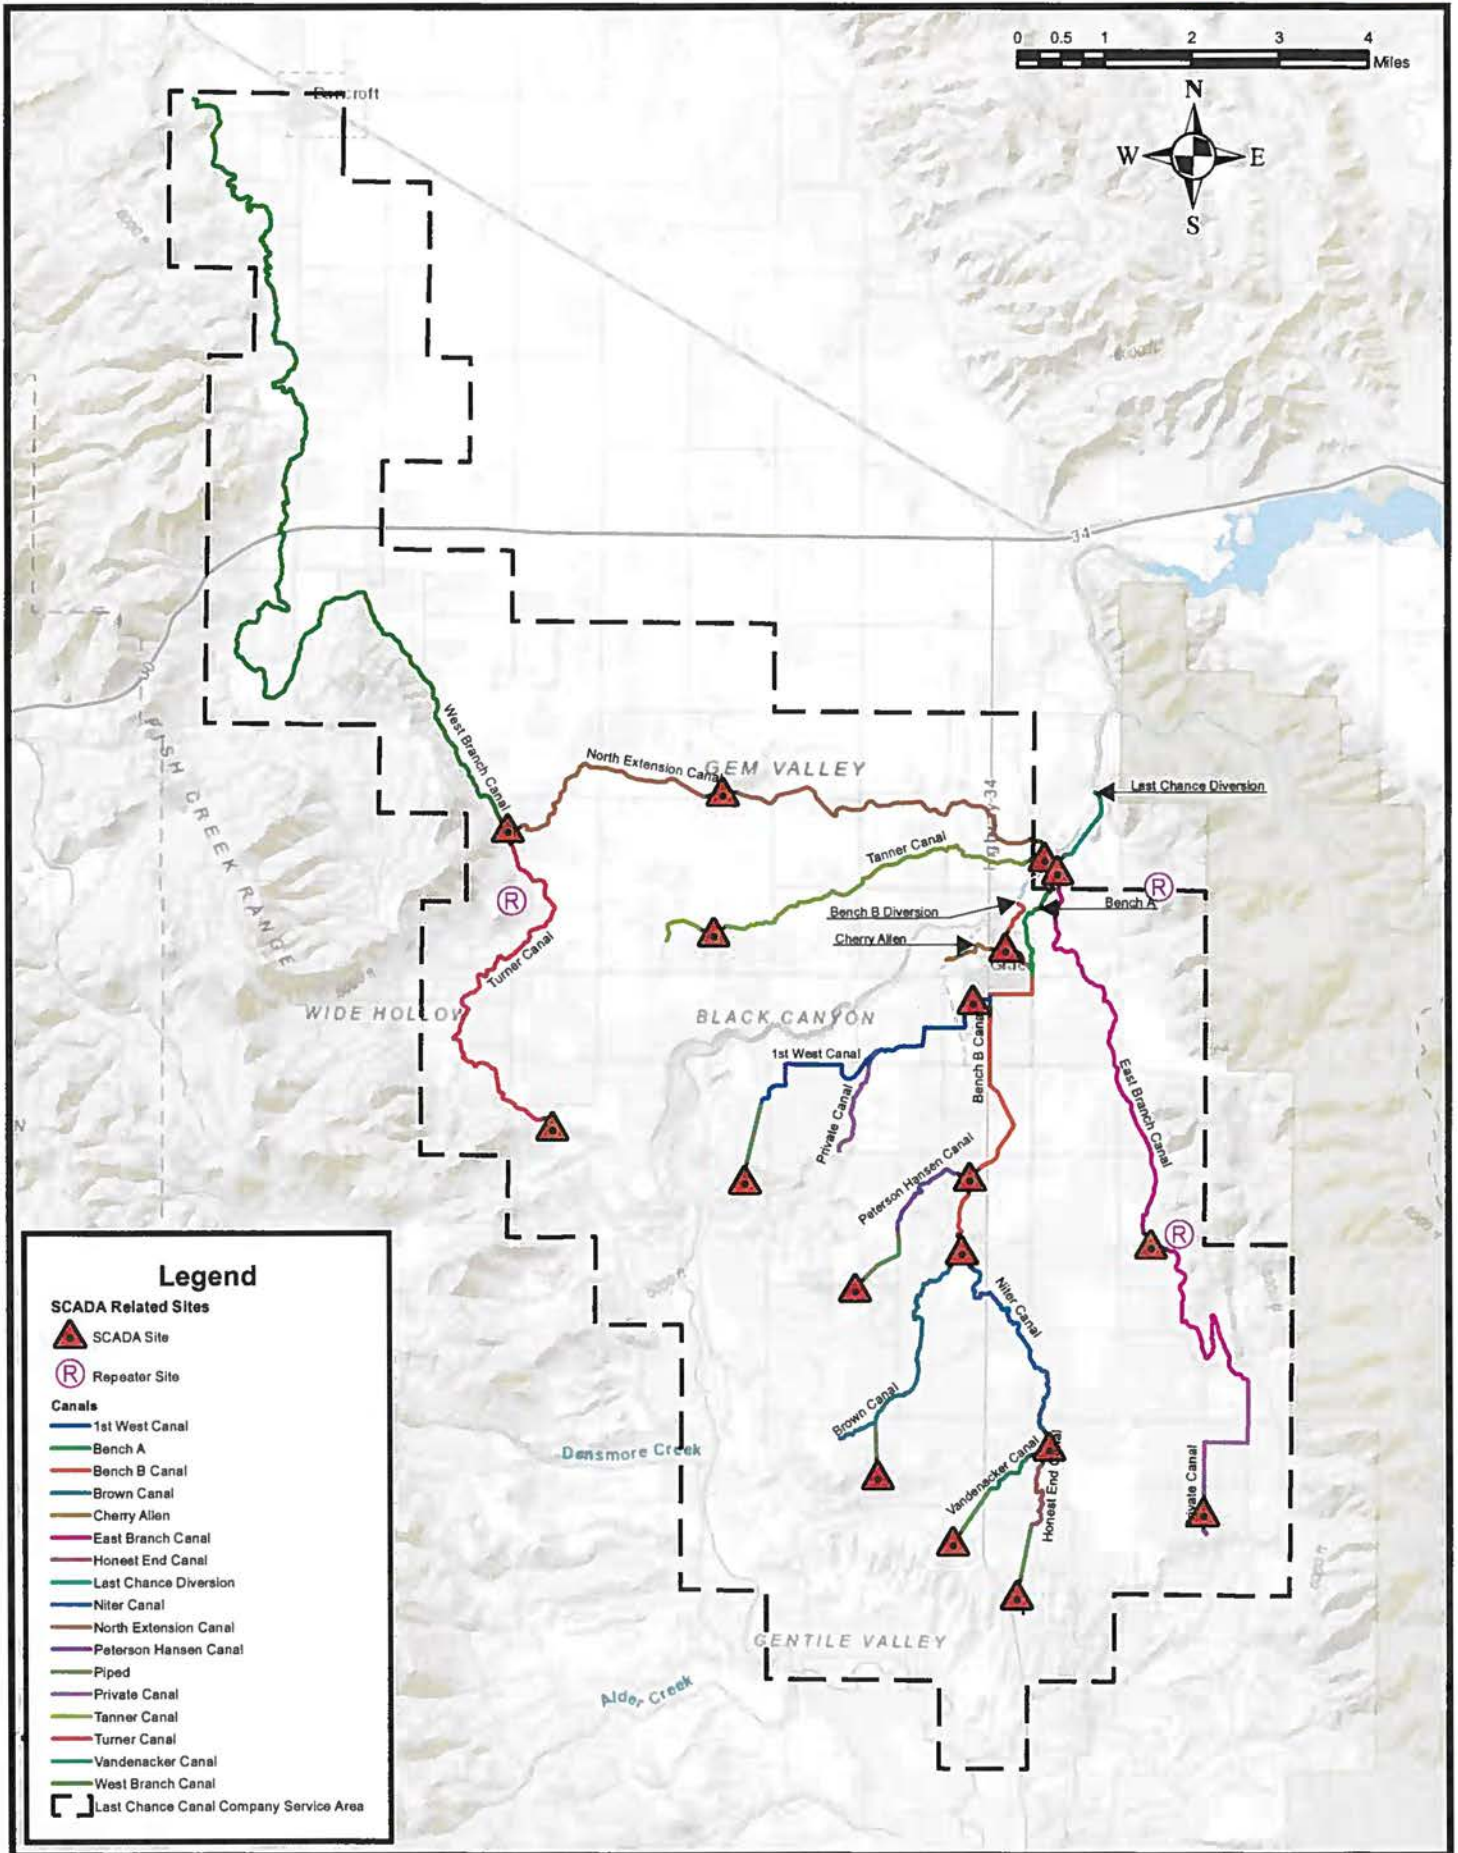 0 0.5 1 2 3 4
Miles
N
W E
S
Bancroft
6000 ft
34
30
West Branch Canal
North Extension Canal
GEM VALLEY
Last Chance Diversion
Highway 34
Tanner Canal
FISH CREEK RANGE
Bench B Diversion
Bench A
Cherry Allen
Grace
Turner Canal
WIDE HOLLOW
BLACK CANYON
1st West Canal
Bench B Canal
Private Canal
East Branch Canal
Peterson Hansen Canal
Niter Canal
Brown Canal
Densmore Creek
Vandenacker Canal
Honest End Canal
Private Canal
GENTILE VALLEY
Alder Creek
Legend
SCADA Related Sites
SCADA Site
R Repeater Site
Canals
1st West Canal
Bench A
Bench B Canal
Brown Canal
Cherry Allen
East Branch Canal
Honest End Canal
Last Chance Diversion
Niter Canal
North Extension Canal
Peterson Hansen Canal
Piped
Private Canal
Tanner Canal
Turner Canal
Vandenacker Canal
West Branch Canal
Last Chance Canal Company Service Area